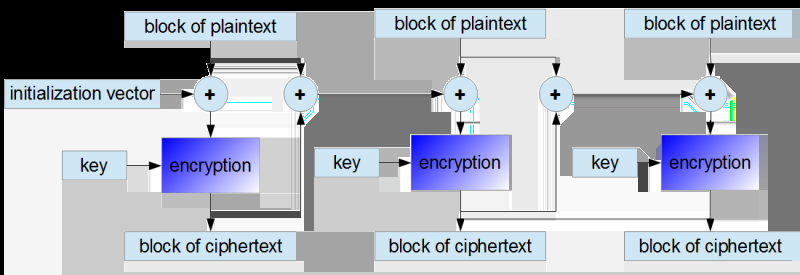 block of plaintext
block of plaintext
block of plaintext
initialization vector
+
+
+
+
+
key
encryption
key
encryption
key
encryption
block of ciphertext
block of ciphertext
block of ciphertext